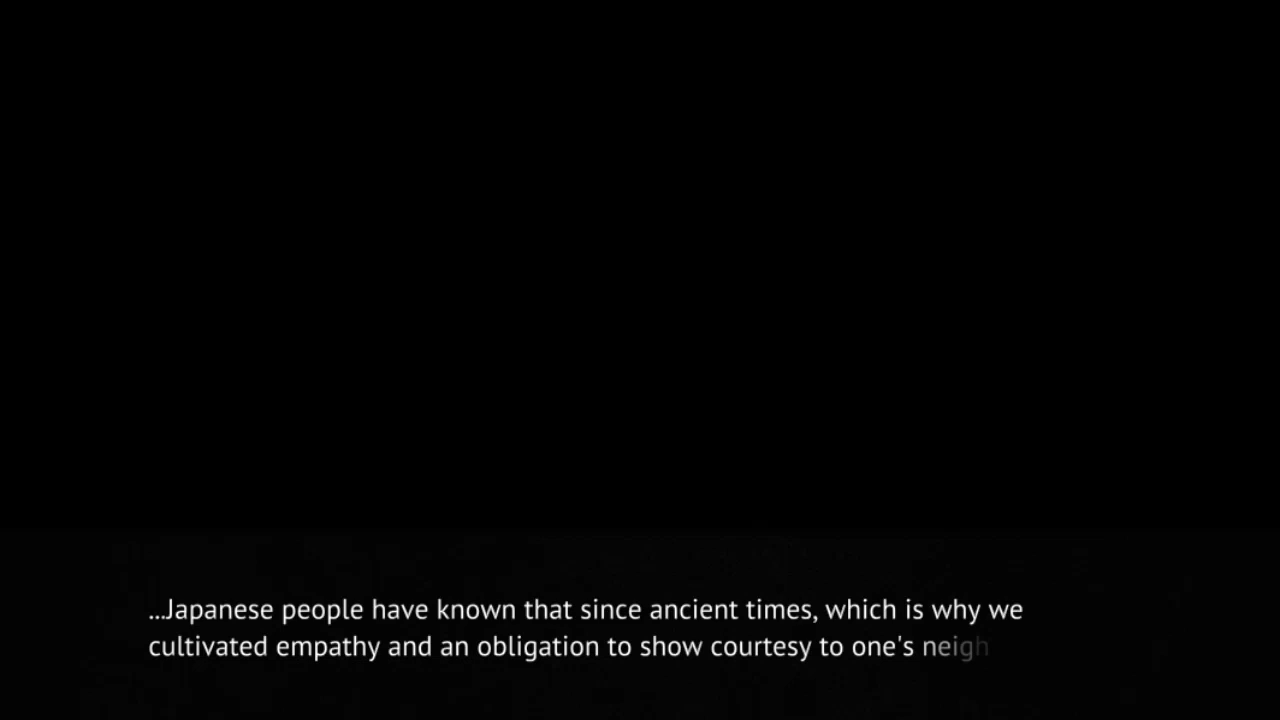 ...Japanese people have known that since ancient times, which is why we
cultivated empathy and an obligation to show courtesy to one's neigh